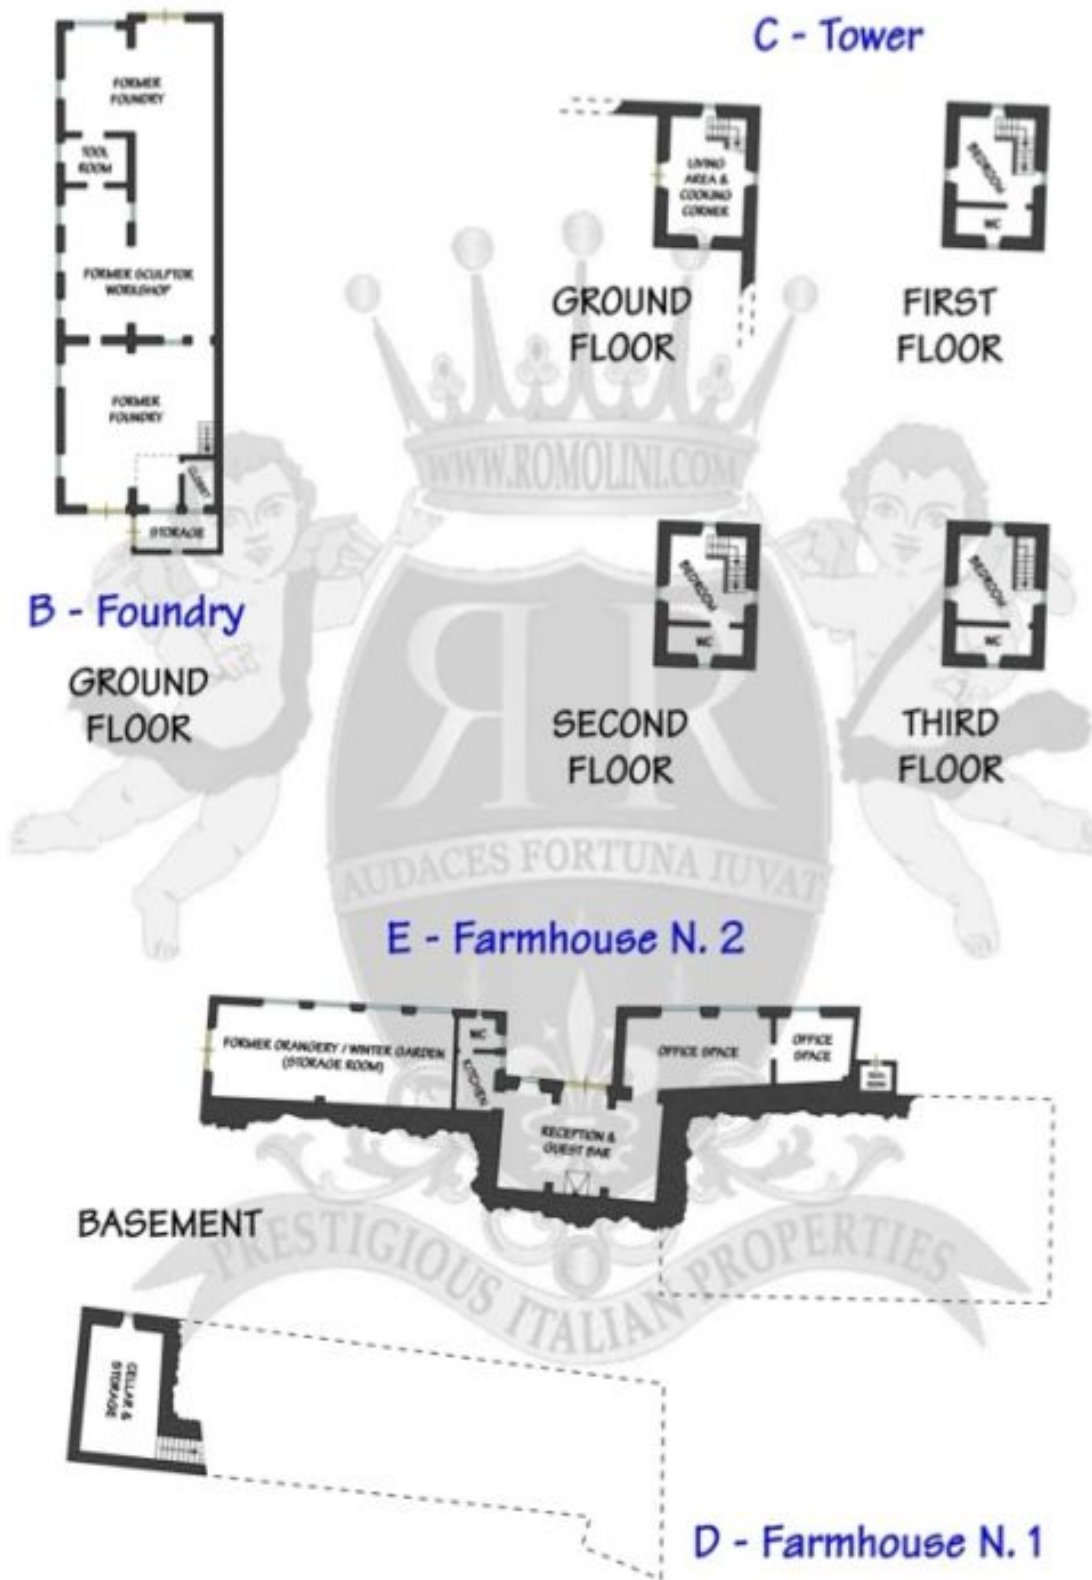 C - Tower
FORMER
FOUNDRY
TOOL
ROOM
FORMER SCULPTOR
WORKSHOP
FORMER
FOUNDRY
CLOSET
STORAGE
B - Foundry
GROUND
FLOOR
LIVING
AREA &
COOKING
CORNER
GROUND
FLOOR
BEDROOM
WC
FIRST
FLOOR
WWW.ROMOLINI.COM
BEDROOM
WC
SECOND
FLOOR
BEDROOM
WC
THIRD
FLOOR
RR
AUDACES FORTUNA IUVAT
E - Farmhouse N. 2
FORMER ORANGERY / WINTER GARDEN
(STORAGE ROOM)
WC
KITCHEN
RECEPTION &
GUEST BAR
OFFICE SPACE
OFFICE
SPACE
BASEMENT
PRESTIGIOUS ITALIAN PROPERTIES
CELLAR &
STORAGE
D - Farmhouse N. 1